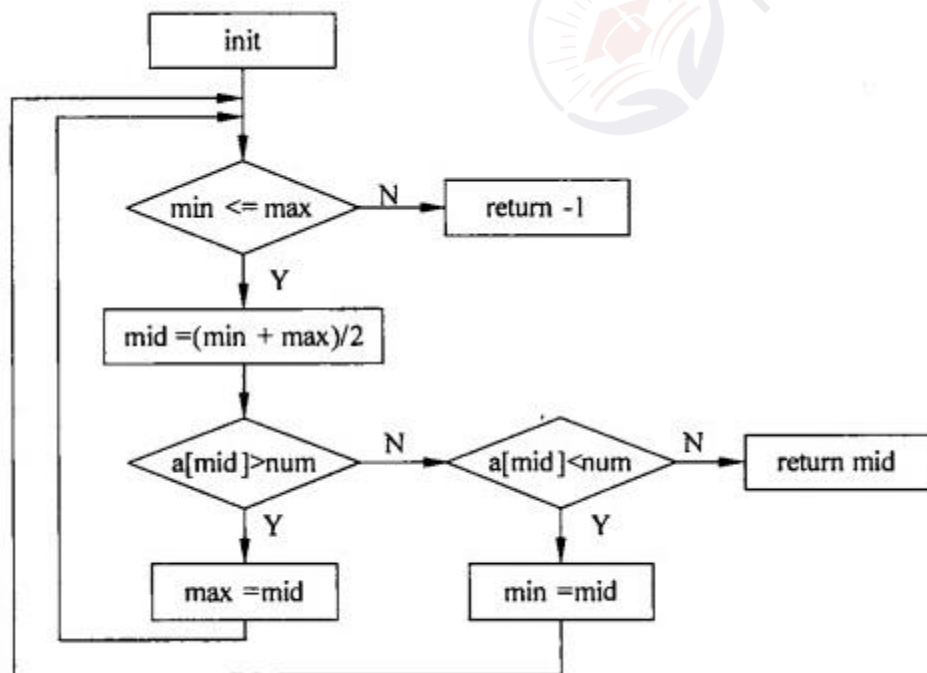 init
min <= max
N
return -1
Y
mid =(min + max)/2
a[mid]>num
N
a[mid]<num
N
return mid
Y
Y
max =mid
min =mid